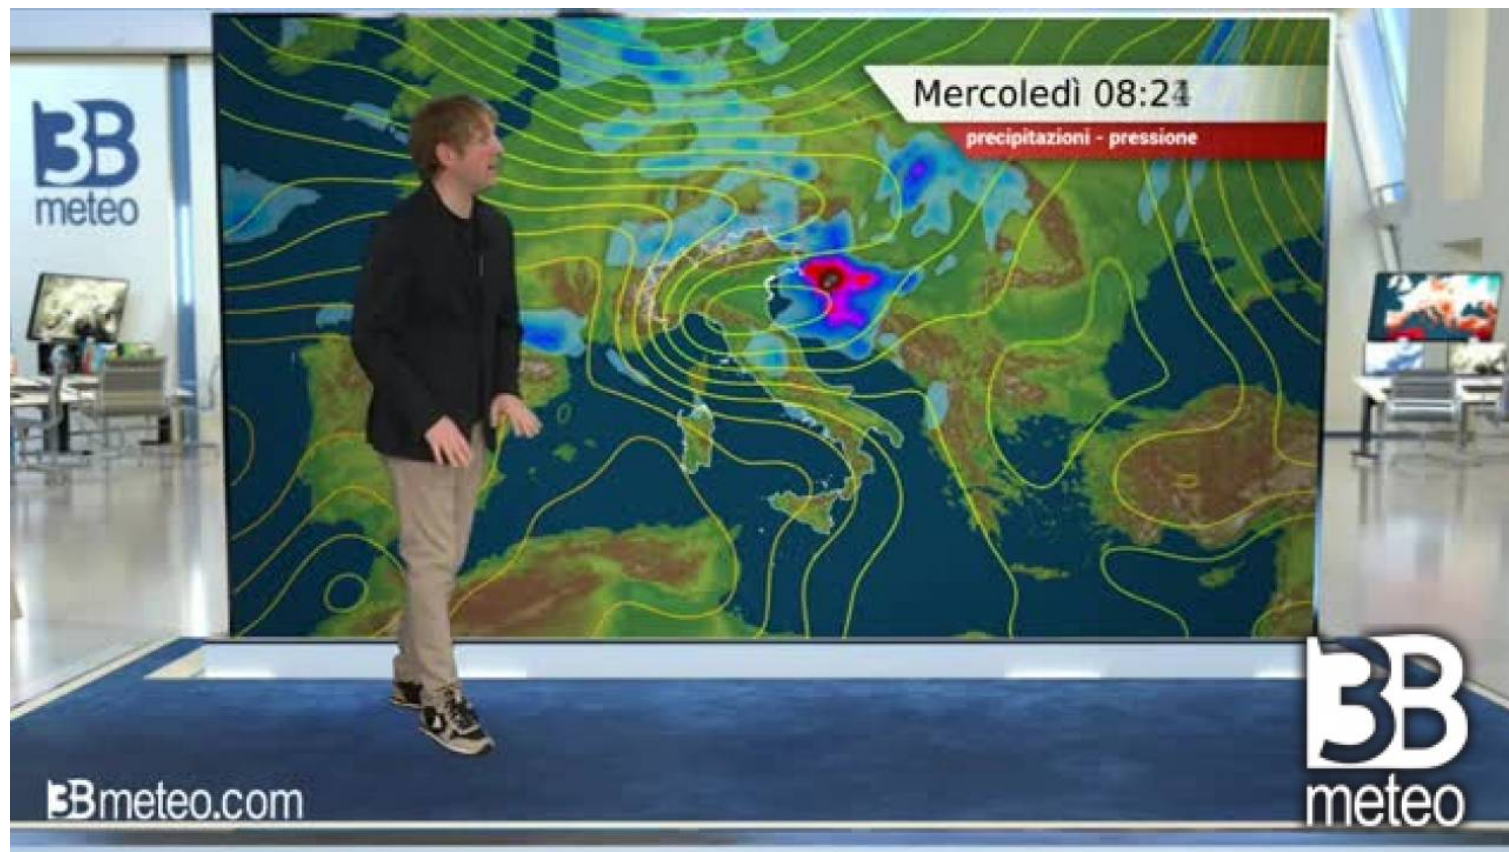 3B
meteo
Mercoledì 08:24
precipitazioni - pressione
3Bmeteo.com
3B
meteo